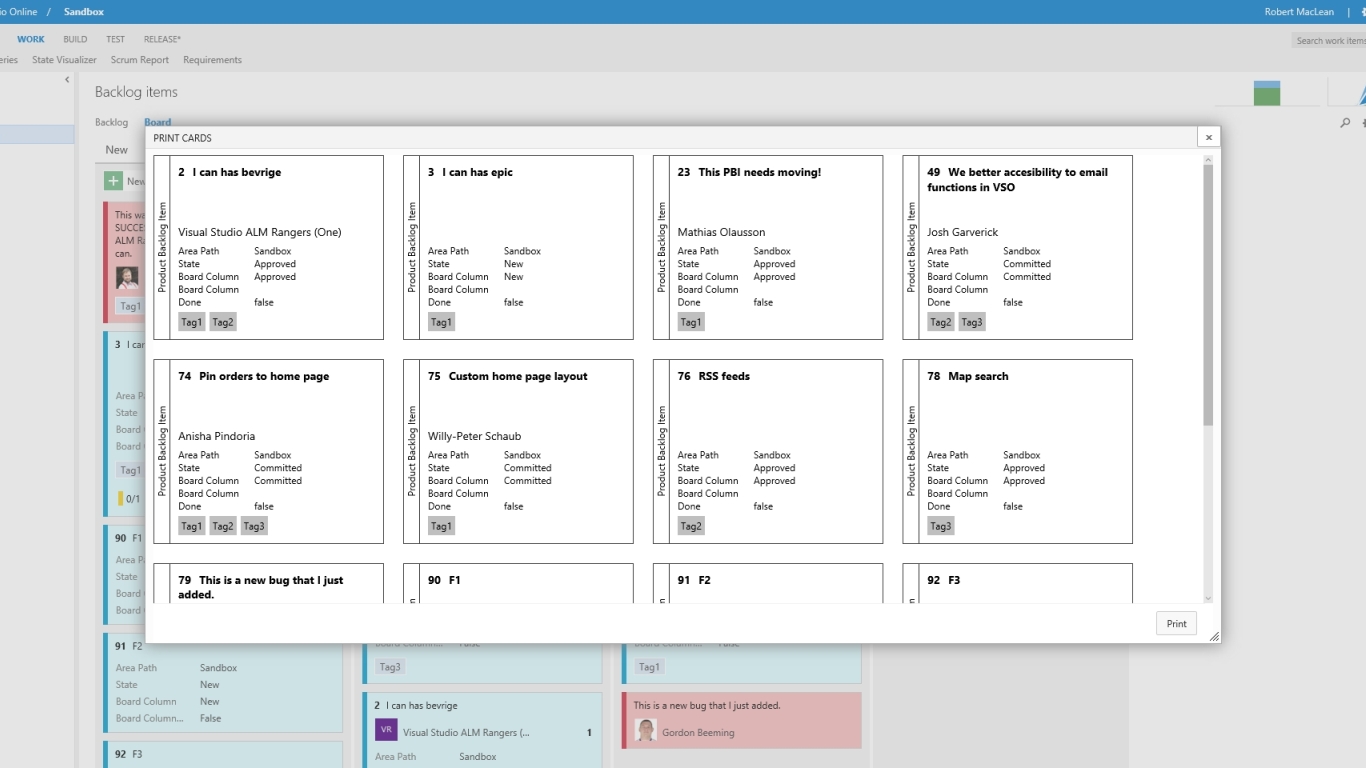 io Online / Sandbox
Robert MacLean |
WORK BUILD TEST RELEASE*
Search work items
eries State Visualizer Scrum Report Requirements
Backlog items
Backlog Board
New
New
PRINT CARDS
Product Backlog Item
2 I can has bevrige
Visual Studio ALM Rangers (One)
Area Path Sandbox
State Approved
Board Column Approved
Board Column
Done false
Tag1 Tag2
Product Backlog Item
3 I can has epic
Area Path Sandbox
State New
Board Column New
Board Column
Done false
Tag1
Product Backlog Item
23 This PBI needs moving!
Mathias Olausson
Area Path Sandbox
State Approved
Board Column Approved
Board Column
Done false
Tag1
Product Backlog Item
49 We better accesibility to email
functions in VSO
Josh Garverick
Area Path Sandbox
State Committed
Board Column Committed
Board Column
Done false
Tag2 Tag3
Product Backlog Item
74 Pin orders to home page
Anisha Pindoria
Area Path Sandbox
State Committed
Board Column Committed
Board Column
Done false
Tag1 Tag2 Tag3
Product Backlog Item
75 Custom home page layout
Willy-Peter Schaub
Area Path Sandbox
State Committed
Board Column Committed
Board Column
Done false
Tag1
Product Backlog Item
76 RSS feeds
Area Path Sandbox
State Approved
Board Column Approved
Board Column
Done false
Tag2
Product Backlog Item
78 Map search
Area Path Sandbox
State Approved
Board Column Approved
Board Column
Done false
Tag3
79 This is a new bug that I just
added.
90 F1
91 F2
92 F3
Print
This wa
SUCCE
ALM R
can.
Tag1
3 I can
Area P
State
Board
Board
Tag1
0/1
90 F1
Area P
State
Board
Board
91 F2
Area Path Sandbox
State New
Board Column New
Board Column... False
92 F3
Board Column... False
Tag3
2 I can has bevrige
VR Visual Studio ALM Rangers (... 1
Area Path Sandbox
Board Column... False
Tag1
This is a new bug that I just added.
Gordon Beeming